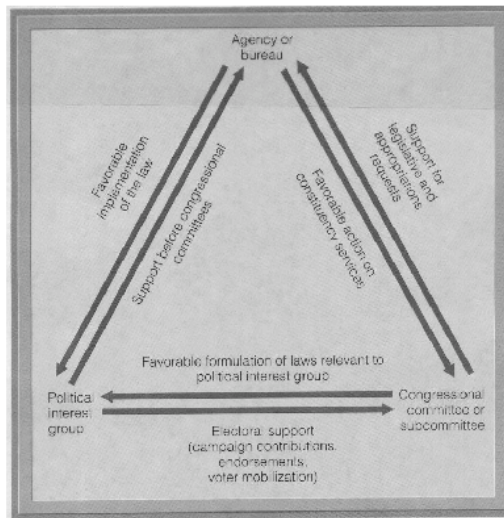 Agency or
bureau
Favorable
implementation
of the law
Support before congressional
committees
Favorable action on
constituency services
Support for
legislative and
appropriations
requests
Favorable formulation of laws relevant to
political interest group
Political
interest
group
Congressional
committee or
subcommittee
Electoral support
(campaign contributions,
endorsements,
voter mobilization)